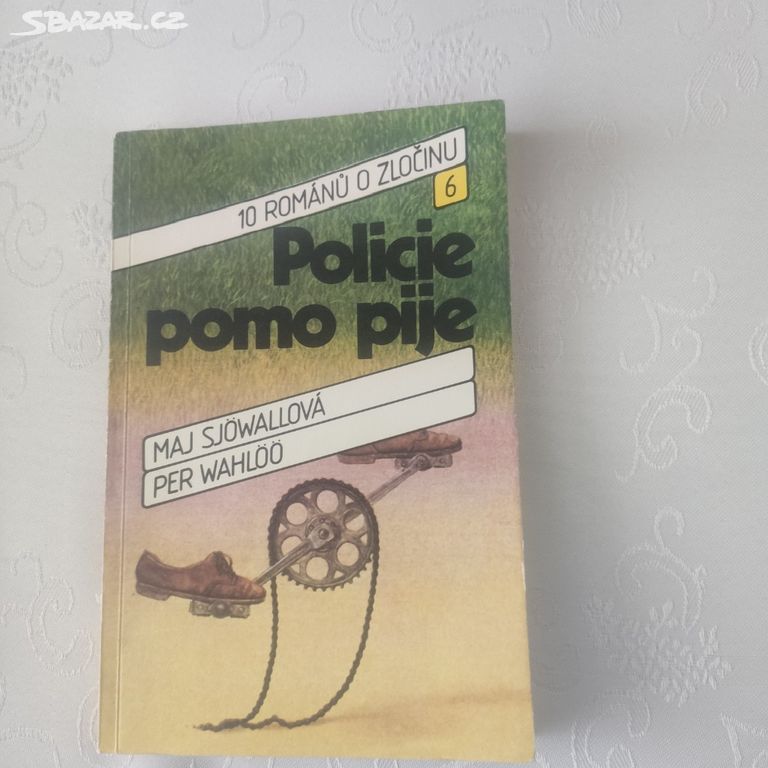 SBAZAR.CZ
10 ROMÁNŮ O ZLOČINU
6
Policie
pomo pije
MAJ SJÖWALLOVÁ
PER WAHLÖÖ